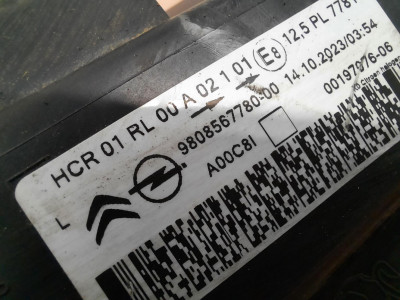 HCR 01 RL 00 A 02 1 01 E8 12,5 PL 7781
9808567780-00 14.10.2023/03:54
L A00C8I 00197976-06